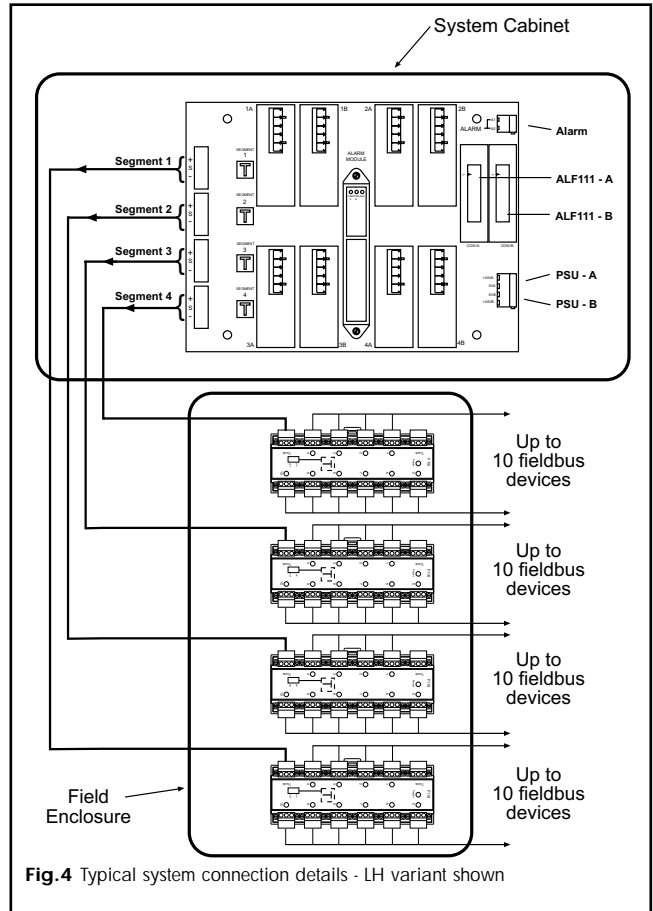 System Cabinet
1A
1B
2A
2B
ALARM
Alarm
Segment 1
+
S
-
SEGMENT
1
ALARM
MODULE
ALF111 - A
ALF111 - B
Segment 2
+
S
-
SEGMENT
2
Segment 3
+
S
-
SEGMENT
3
Segment 4
+
S
-
SEGMENT
4
PSU - A
PSU - B
3A
3B
4A
4B
Up to
10 fieldbus
devices
Up to
10 fieldbus
devices
Up to
10 fieldbus
devices
Up to
10 fieldbus
devices
Field
Enclosure
Fig.4 Typical system connection details - LH variant shown